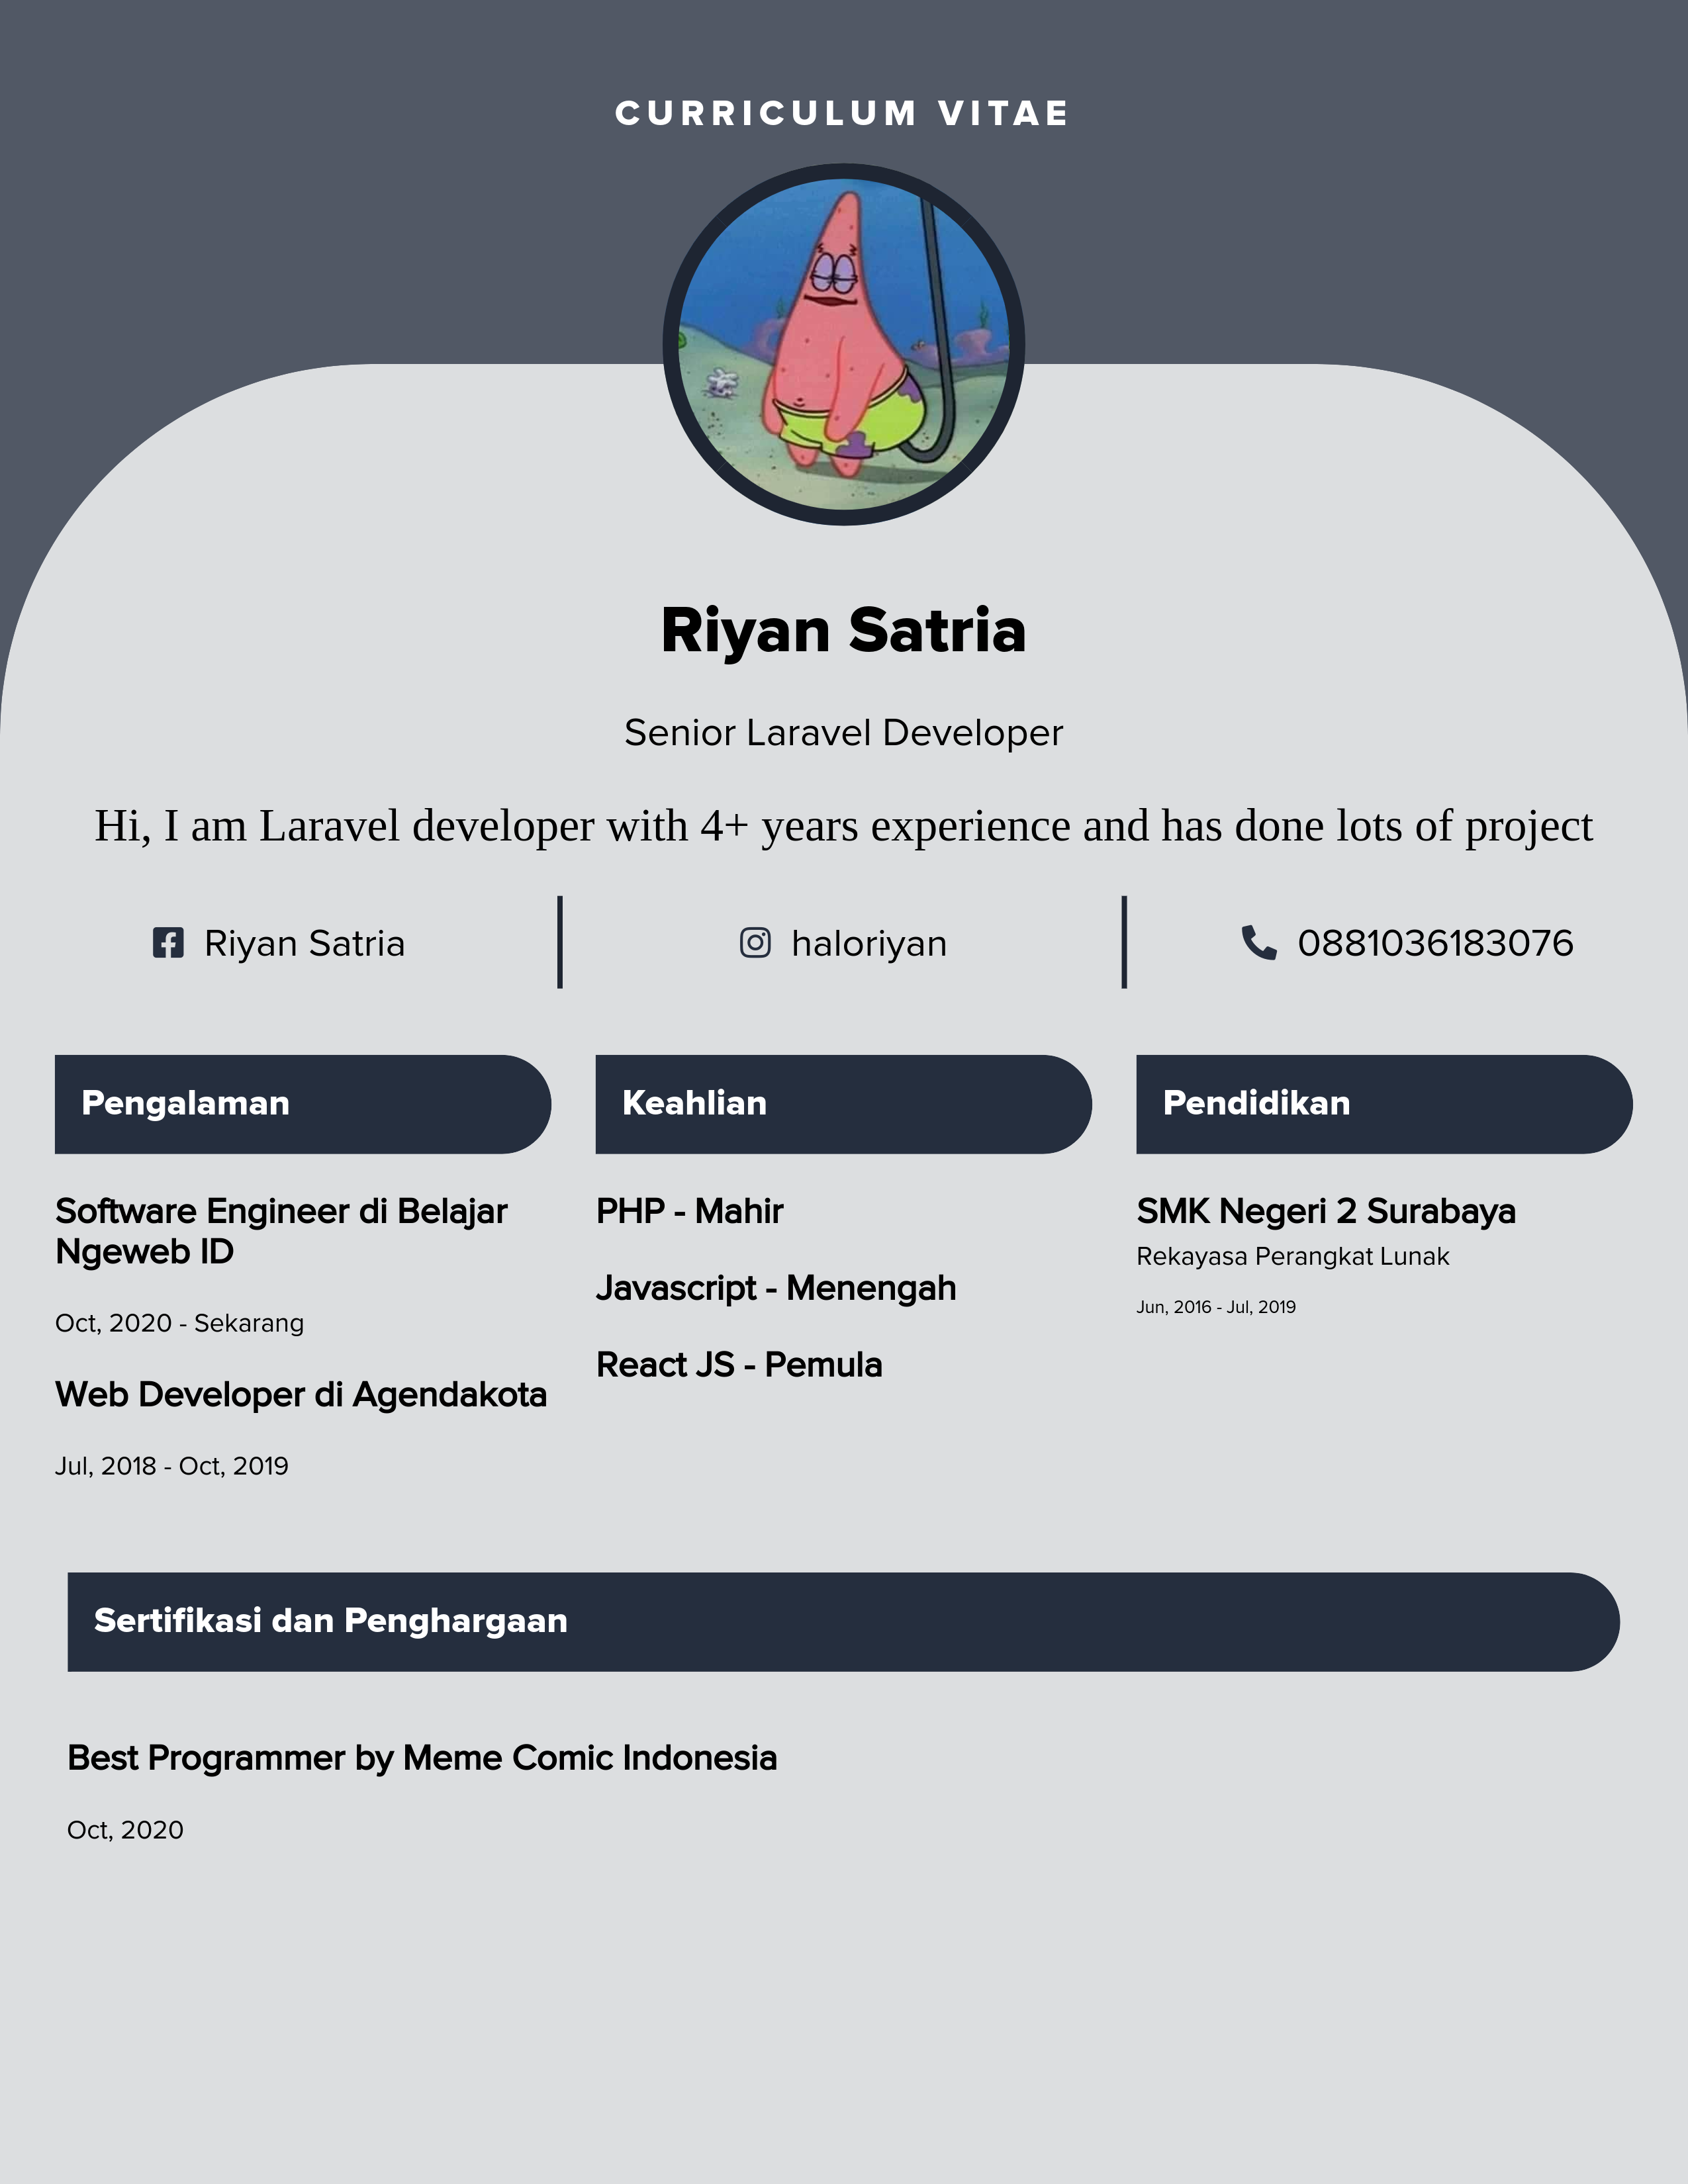 CURRICULUM VITAE
Riyan Satria
Senior Laravel Developer
Hi, I am Laravel developer with 4+ years experience and has done lots of project
Riyan Satria
haloriyan
0881036183076
Pengalaman
Software Engineer di Belajar
Ngeweb ID
Oct, 2020 - Sekarang
Web Developer di Agendakota
Jul, 2018 - Oct, 2019
Keahlian
PHP - Mahir
Javascript - Menengah
React JS - Pemula
Pendidikan
SMK Negeri 2 Surabaya
Rekayasa Perangkat Lunak
Jun, 2016 - Jul, 2019
Sertifikasi dan Penghargaan
Best Programmer by Meme Comic Indonesia
Oct, 2020